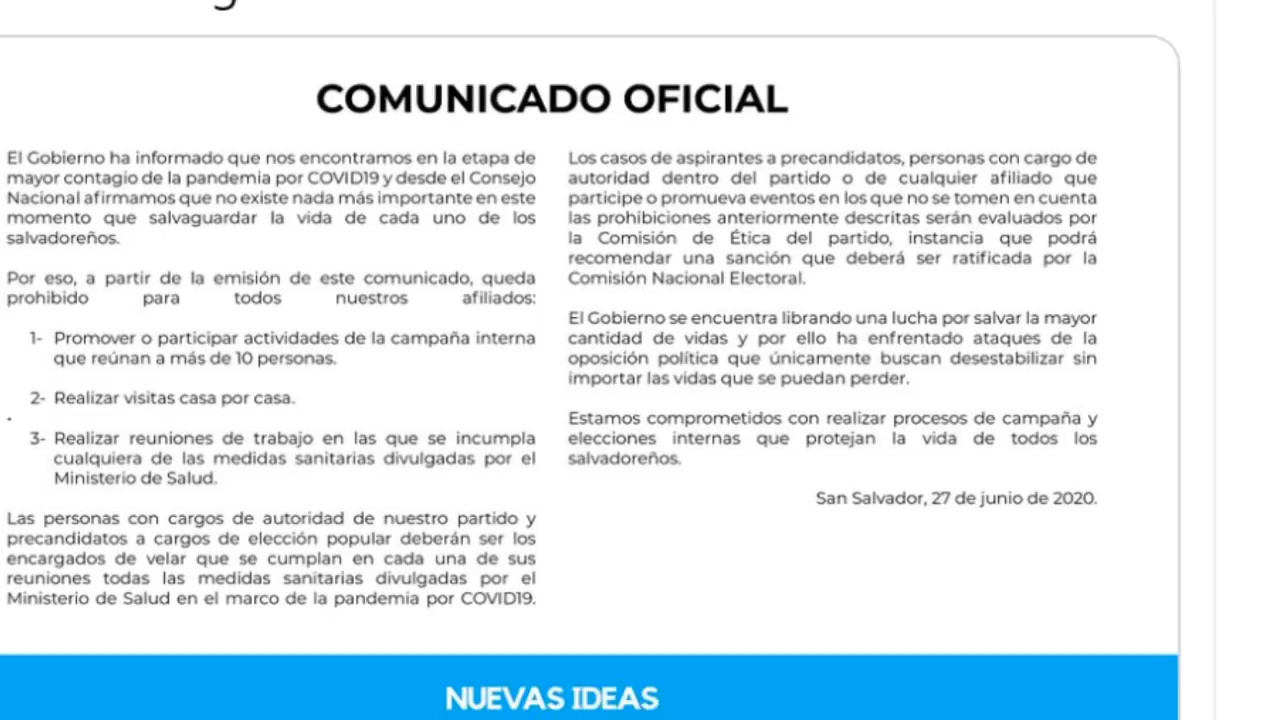 COMUNICADO OFICIAL
El Gobierno ha informado que nos encontramos en la etapa de
mayor contagio de la pandemia por COVID19 y desde el Consejo
Nacional afirmamos que no existe nada más importante en este
momento que salvaguardar la vida de cada uno de los
salvadoreños.
Por eso, a partir de la emisión de este comunicado, queda
prohibido para todos nuestros afiliados:
1- Promover o participar actividades de la campaña interna
que reúnan a más de 10 personas.
2- Realizar visitas casa por casa.
3- Realizar reuniones de trabajo en las que se incumpla
cualquiera de las medidas sanitarias divulgadas por el
Ministerio de Salud.
Las personas con cargos de autoridad de nuestro partido y
precandidatos a cargos de elección popular deberán ser los
encargados de velar que se cumplan en cada una de sus
reuniones todas las medidas sanitarias divulgadas por el
Ministerio de Salud en el marco de la pandemia por COVID19.
Los casos de aspirantes a precandidatos, personas con cargo de
autoridad dentro del partido o de cualquier afiliado que
participe o promueva eventos en los que no se tomen en cuenta
las prohibiciones anteriormente descritas serán evaluados por
la Comisión de Ética del partido, instancia que podrá
recomendar una sanción que deberá ser ratificada por la
Comisión Nacional Electoral.
El Gobierno se encuentra librando una lucha por salvar la mayor
cantidad de vidas y por ello ha enfrentado ataques de la
oposición política que únicamente buscan desestabilizar sin
importar las vidas que se puedan perder.
Estamos comprometidos con realizar procesos de campaña y
elecciones internas que protejan la vida de todos los
salvadoreños.
San Salvador, 27 de junio de 2020.
NUEVAS IDEAS